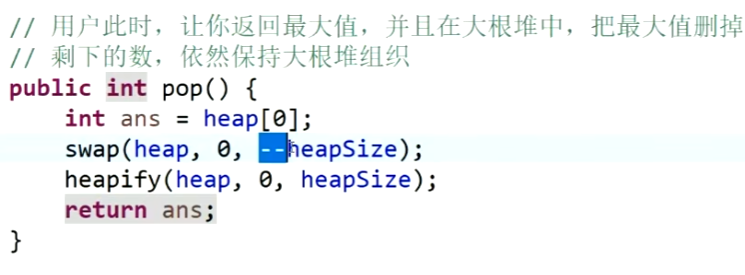 // 用户此时，让你返回最大值，并且在大根堆中，把最大值删掉
// 剩下的数，依然保持大根堆组织
public int pop() {
    int ans = heap[0];
    swap(heap, 0, --heapSize);
    heapify(heap, 0, heapSize);
    return ans;
}